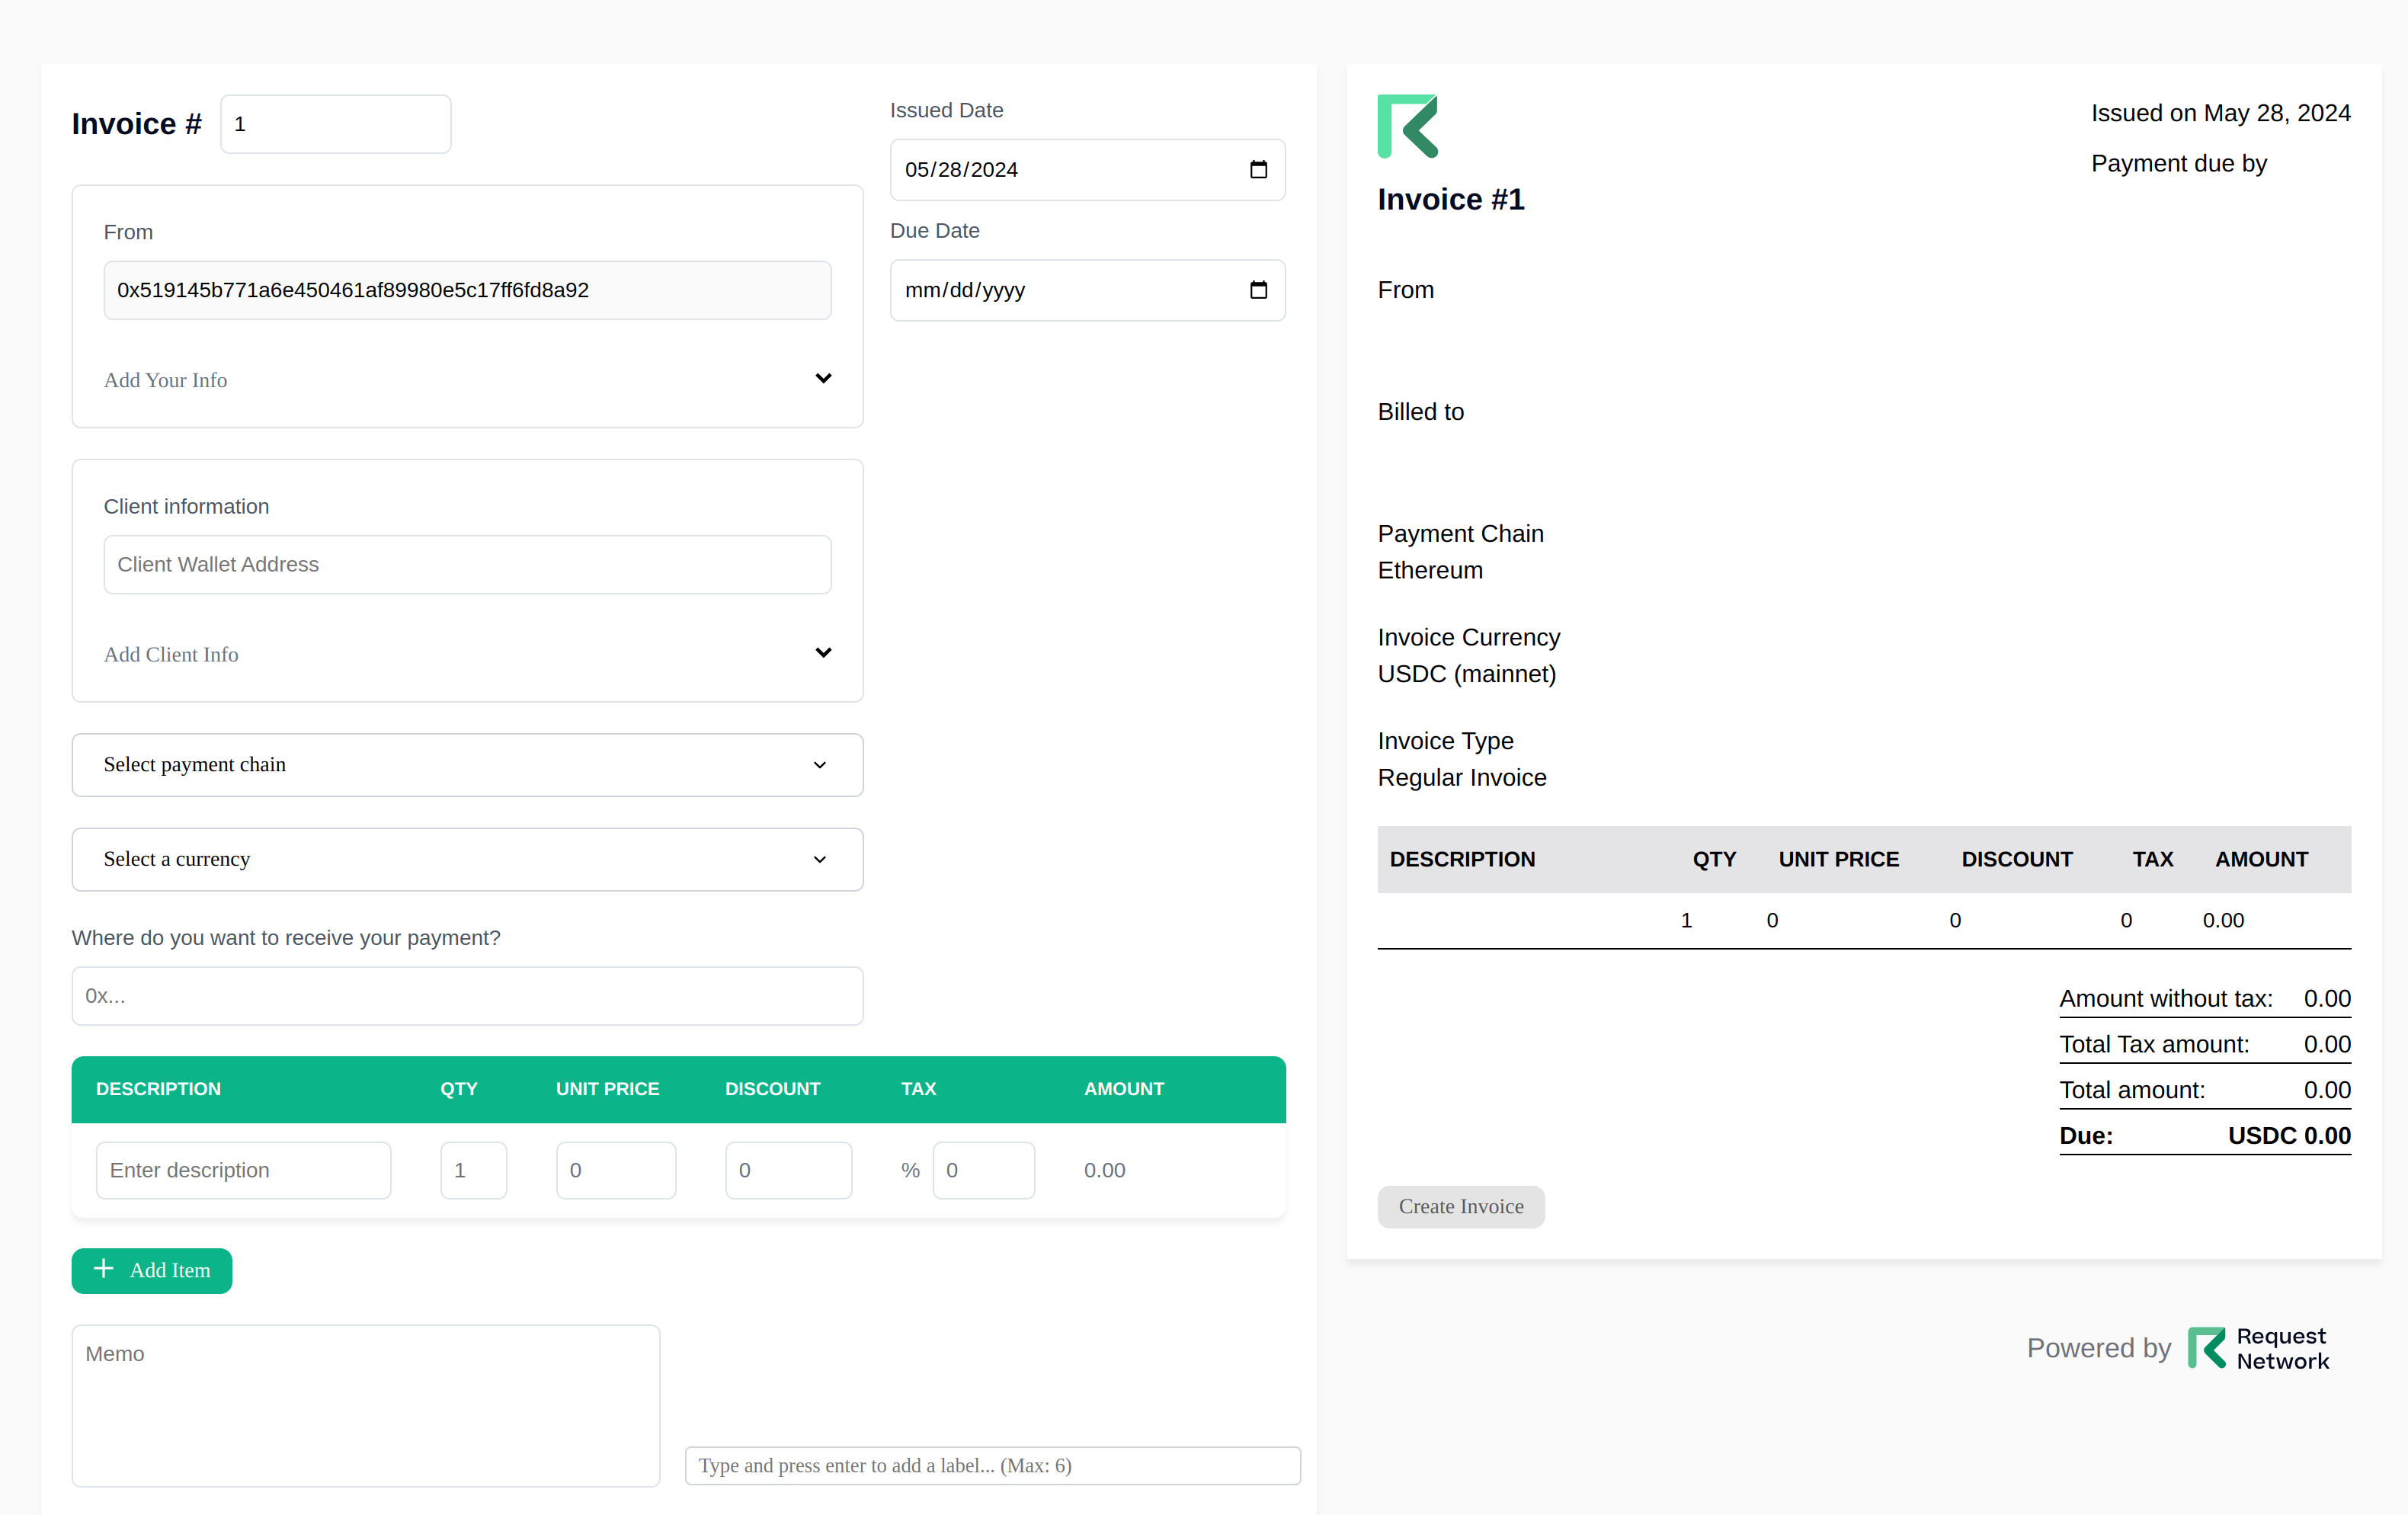 Invoice # 1
From
0x519145b771a6e450461af89980e5c17ff6fd8a92
Add Your Info
Issued Date
05/28/2024
Due Date
mm/dd/yyyy
Client information
Client Wallet Address
Add Client Info
Select payment chain
Select a currency
Where do you want to receive your payment?
0x...
DESCRIPTION QTY UNIT PRICE DISCOUNT TAX AMOUNT
Enter description 1 0 0 % 0 0.00
Add Item
Memo
Type and press enter to add a label... (Max: 6)
Issued on May 28, 2024
Payment due by
Invoice #1
From
Billed to
Payment Chain
Ethereum
Invoice Currency
USDC (mainnet)
Invoice Type
Regular Invoice
DESCRIPTION QTY UNIT PRICE DISCOUNT TAX AMOUNT
1 0 0 0 0.00
Amount without tax: 0.00
Total Tax amount: 0.00
Total amount: 0.00
Due: USDC 0.00
Create Invoice
Powered by
Request
Network